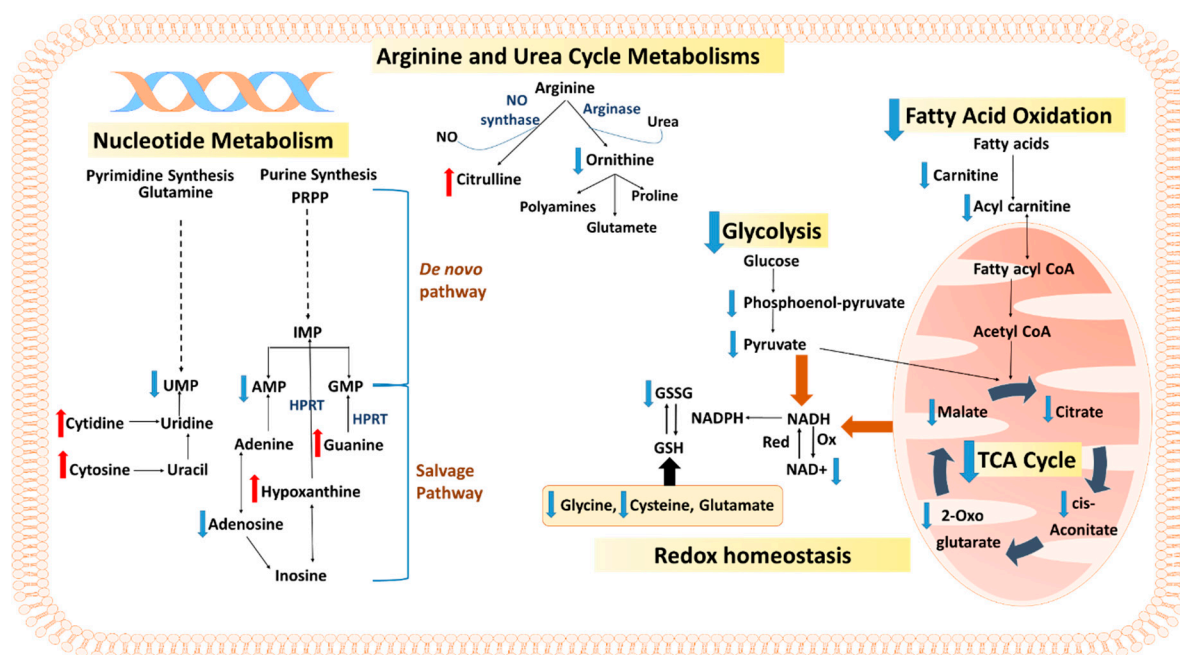 Arginine and Urea Cycle Metabolisms
Arginine
NO
synthase
Arginase
NO
Urea
Citrulline
Ornithine
Polyamines
Proline
Glutamete
Nucleotide Metabolism
Pyrimidine Synthesis
Glutamine
Purine Synthesis
PRPP
De novo
pathway
IMP
UMP
AMP
GMP
HPRT
HPRT
Cytidine
Uridine
Adenine
Guanine
Cytosine
Uracil
Hypoxanthine
Salvage
Pathway
Adenosine
Inosine
Glycolysis
Glucose
Phosphoenol-pyruvate
Pyruvate
GSSG
GSH
NADPH
NADH
Red
Ox
NAD+
Glycine, Cysteine, Glutamate
Redox homeostasis
Fatty Acid Oxidation
Fatty acids
Carnitine
Acyl carnitine
Fatty acyl CoA
Acetyl CoA
Malate
Citrate
TCA Cycle
2-Oxo
glutarate
cis-
Aconitate